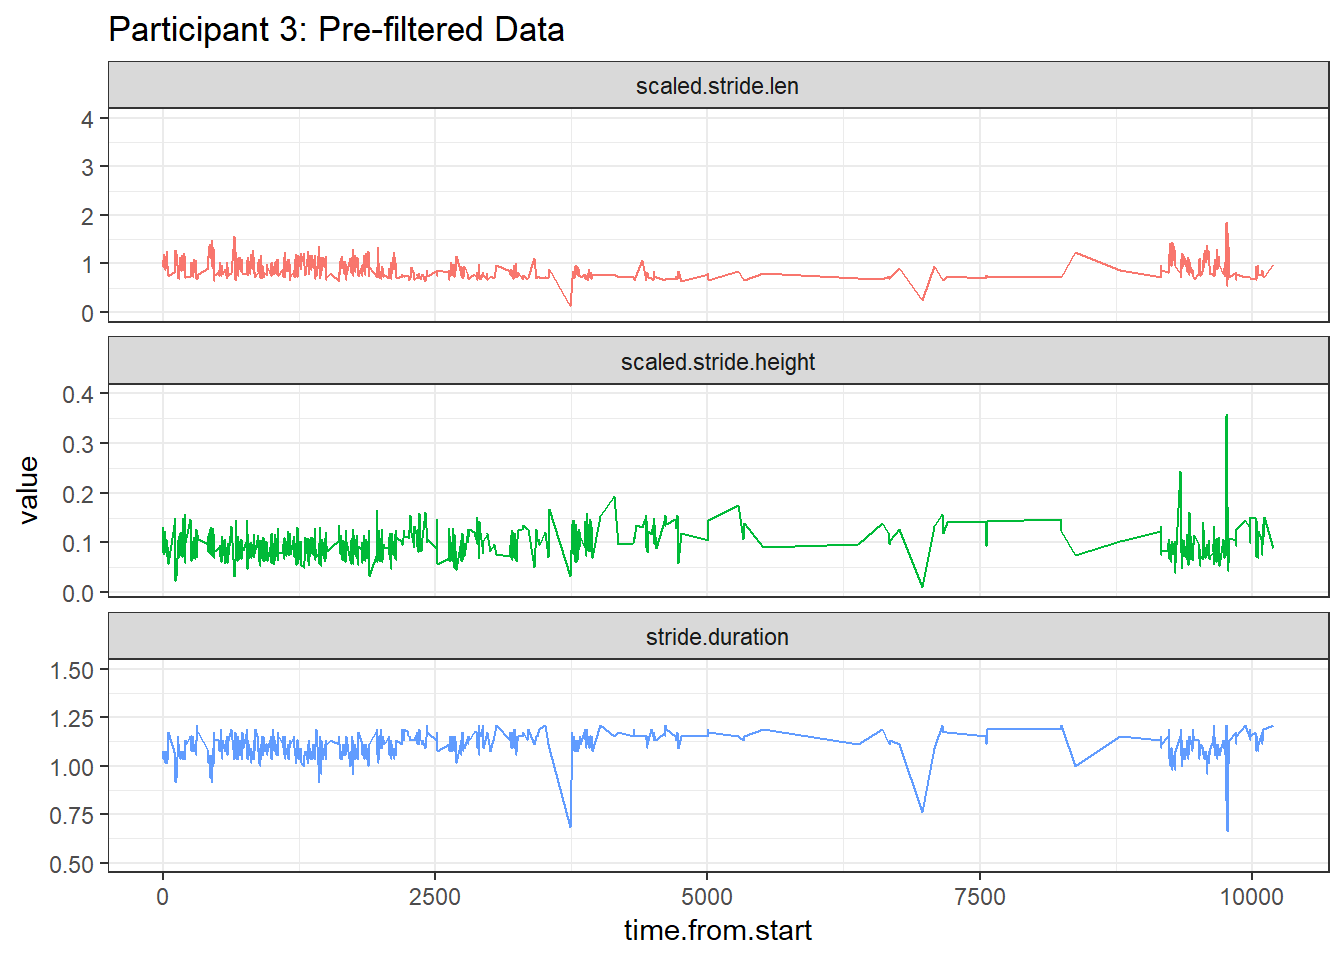 Participant 3: Pre-filtered Data
scaled.stride.len
4
3
2
1
0
scaled.stride.height
0.4
0.3
0.2
0.1
0.0
value
stride.duration
1.50
1.25
1.00
0.75
0.50
0 2500 5000 7500 10000
time.from.start